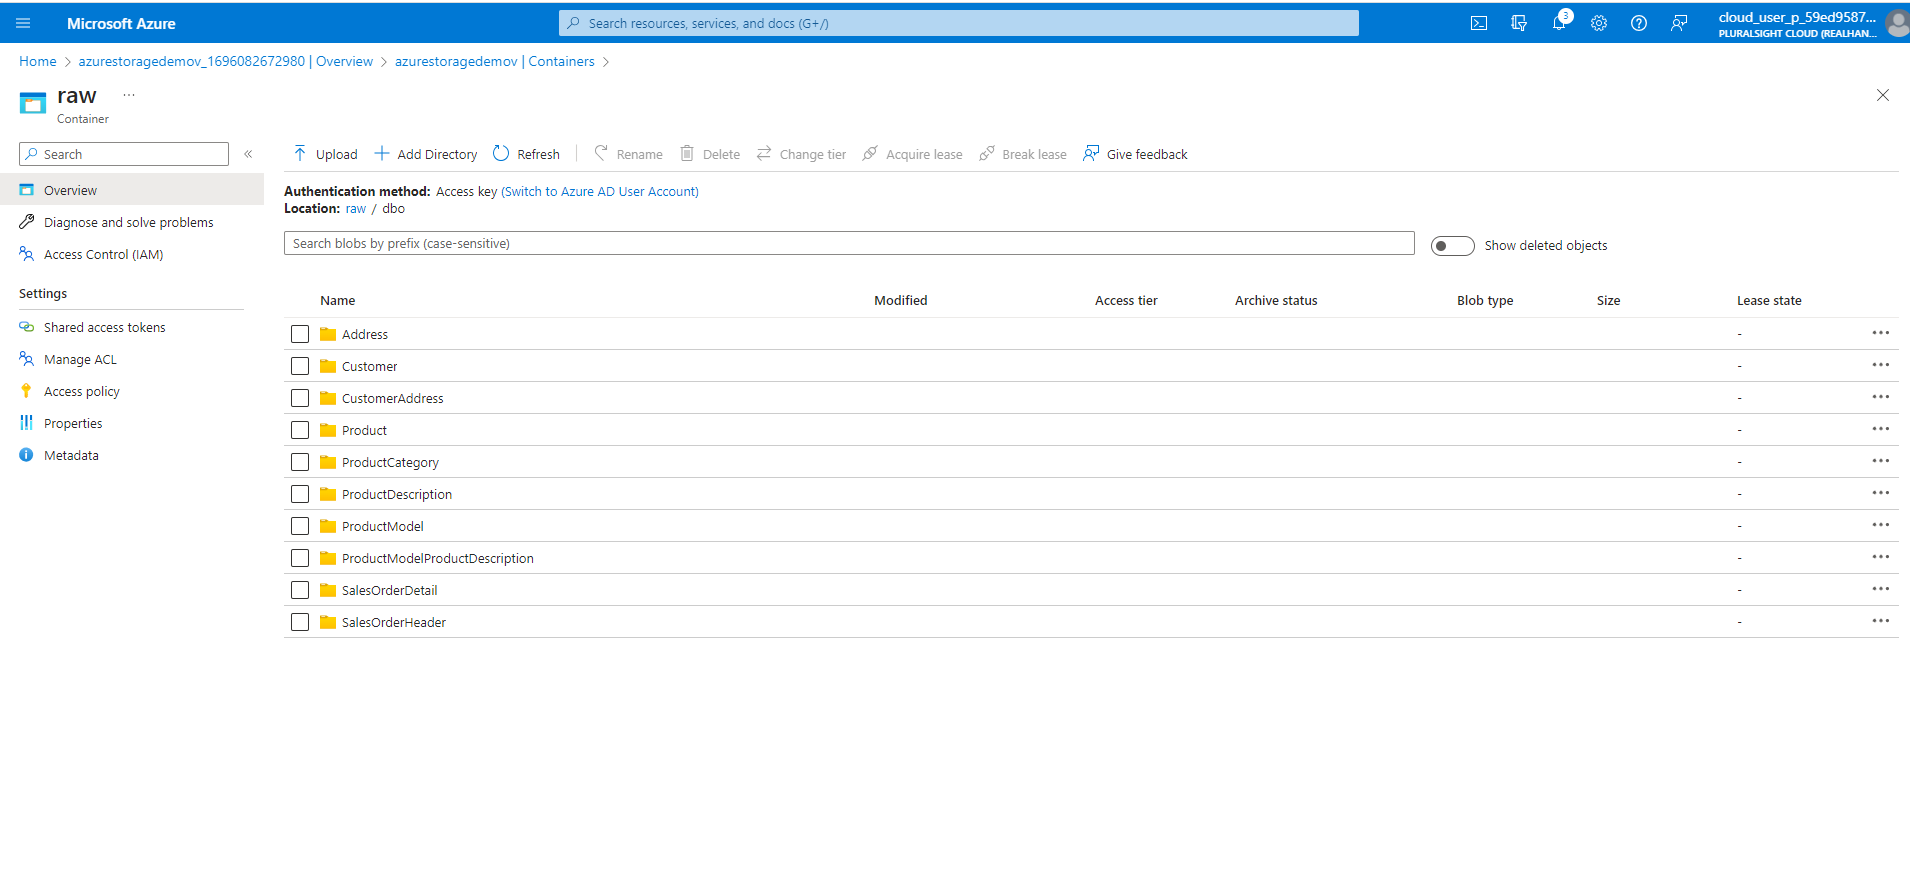 Microsoft Azure
Search resources, services, and docs (G+/)
3
cloud_user_p_59ed9587...
PLURALSIGHT CLOUD (REALHAN...
Home > azurestoragedemov_1696082672980 | Overview > azurestoragedemov | Containers >
raw ...
Container
Search «
Upload Add Directory Refresh Rename Delete Change tier Acquire lease Break lease Give feedback
Overview
Diagnose and solve problems
Access Control (IAM)
Settings
Shared access tokens
Manage ACL
Access policy
Properties
Metadata
Authentication method: Access key (Switch to Azure AD User Account)
Location: raw / dbo
Search blobs by prefix (case-sensitive)
Show deleted objects
Name Modified Access tier Archive status Blob type Size Lease state
Address - ...
Customer - ...
CustomerAddress - ...
Product - ...
ProductCategory - ...
ProductDescription - ...
ProductModel - ...
ProductModelProductDescription - ...
SalesOrderDetail - ...
SalesOrderHeader - ...